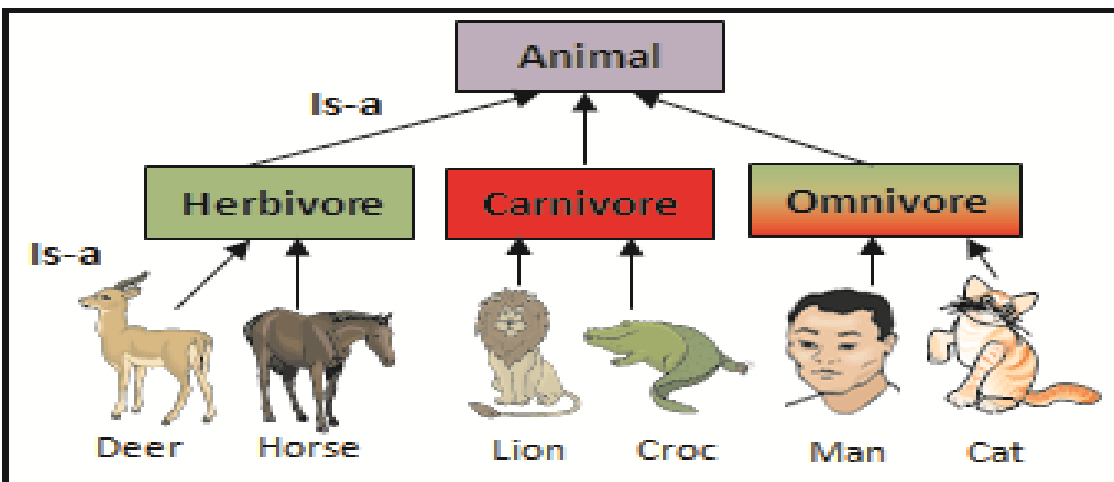 Animal
Is-a
Herbivore
Carnivore
Omnivore
Is-a
Deer
Horse
Lion
Croc
Man
Cat